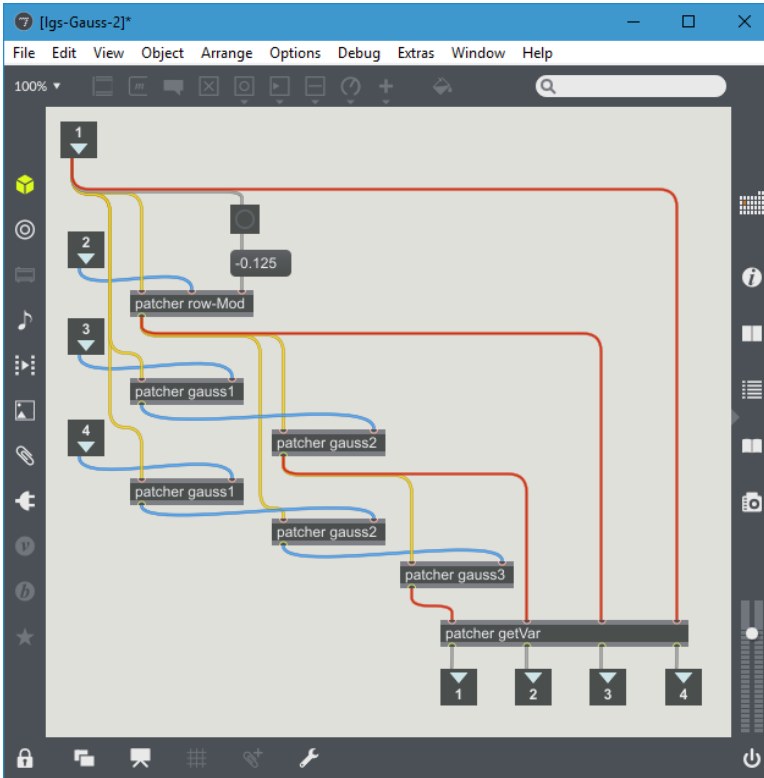 [lgs-Gauss-2]*
File Edit View Object Arrange Options Debug Extras Window Help
100%
1
2
-0.125
patcher row-Mod
3
patcher gauss1
4
patcher gauss2
patcher gauss1
patcher gauss2
patcher gauss3
patcher getVar
1 2 3 4